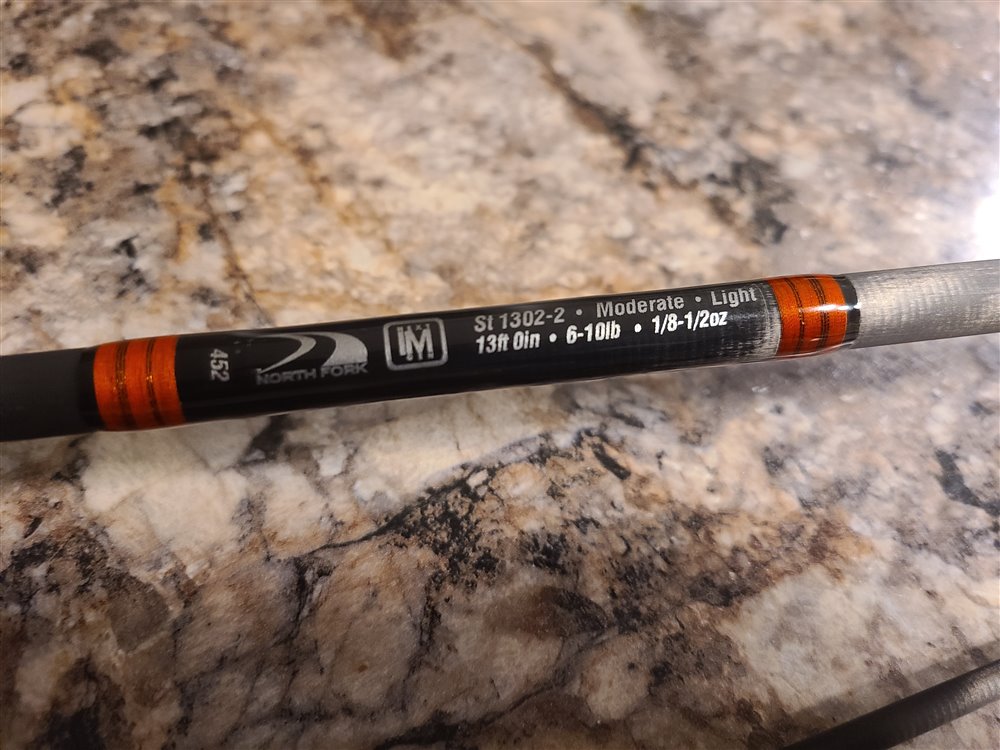 452
NORTH FORK
IM
St 1302-2 • Moderate • Light
13ft 0in • 6-10lb • 1/8-1/2oz